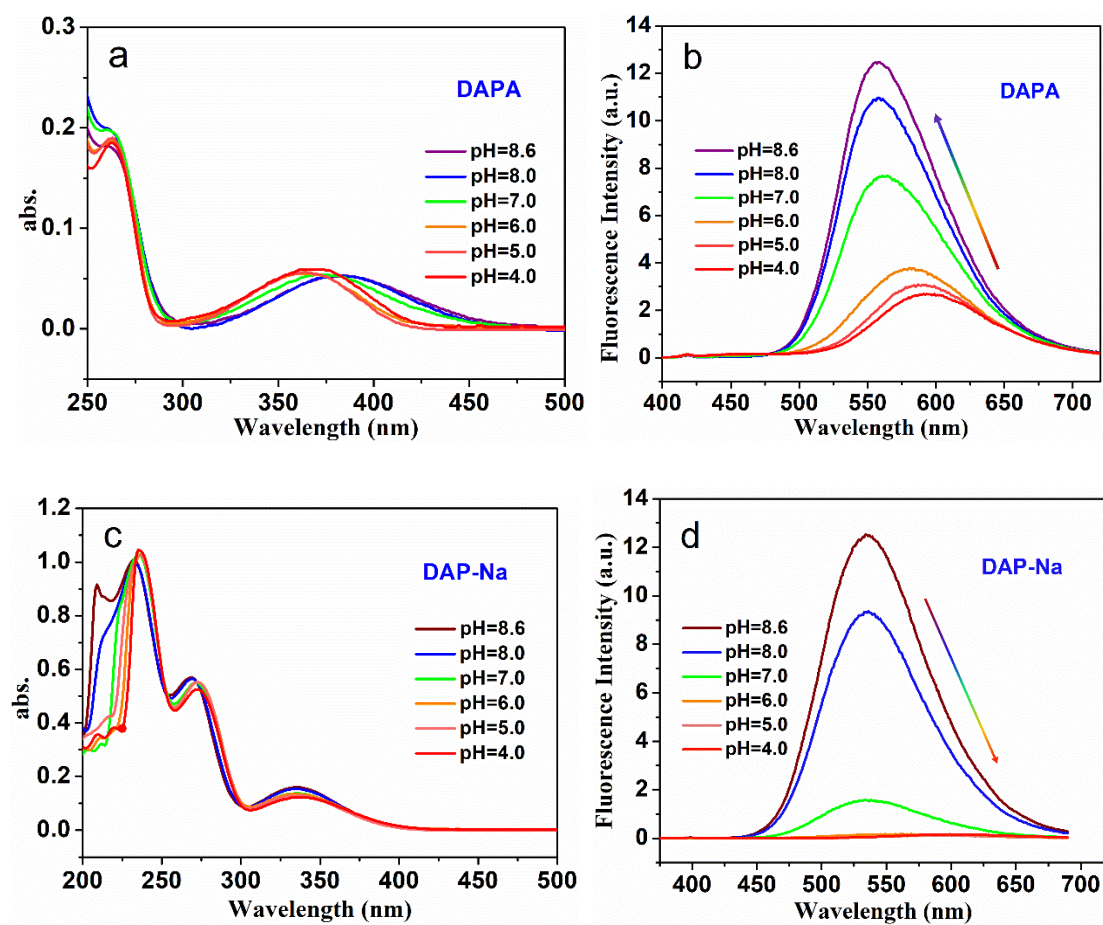 a
DAPA
pH=8.6
pH=8.0
pH=7.0
pH=6.0
pH=5.0
pH=4.0
0.3
0.2
0.1
0.0
abs.
250 300 350 400 450 500
Wavelength (nm)
b
DAPA
pH=8.6
pH=8.0
pH=7.0
pH=6.0
pH=5.0
pH=4.0
14
12
10
8
6
4
2
0
Fluorescence Intensity (a.u.)
400 450 500 550 600 650 700
Wavelength (nm)
c
DAP-Na
pH=8.6
pH=8.0
pH=7.0
pH=6.0
pH=5.0
pH=4.0
1.2
1.0
0.8
0.6
0.4
0.2
0.0
abs.
200 250 300 350 400 450 500
Wavelength (nm)
d
DAP-Na
pH=8.6
pH=8.0
pH=7.0
pH=6.0
pH=5.0
pH=4.0
14
12
10
8
6
4
2
0
Fluorescence Intensity (a.u.)
400 450 500 550 600 650 700
Wavelength (nm)